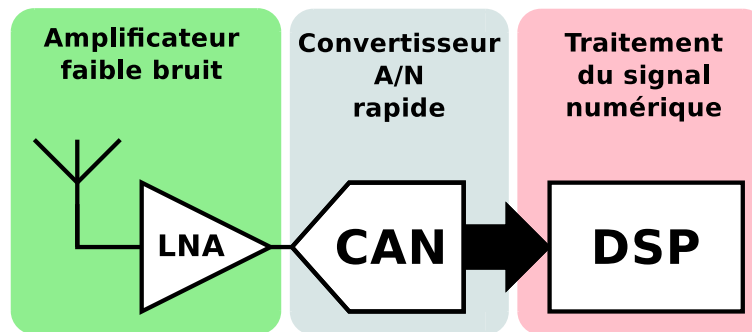 Amplificateur
faible bruit
Convertisseur
A/N
rapide
Traitement
du signal
numérique
LNA
CAN
DSP